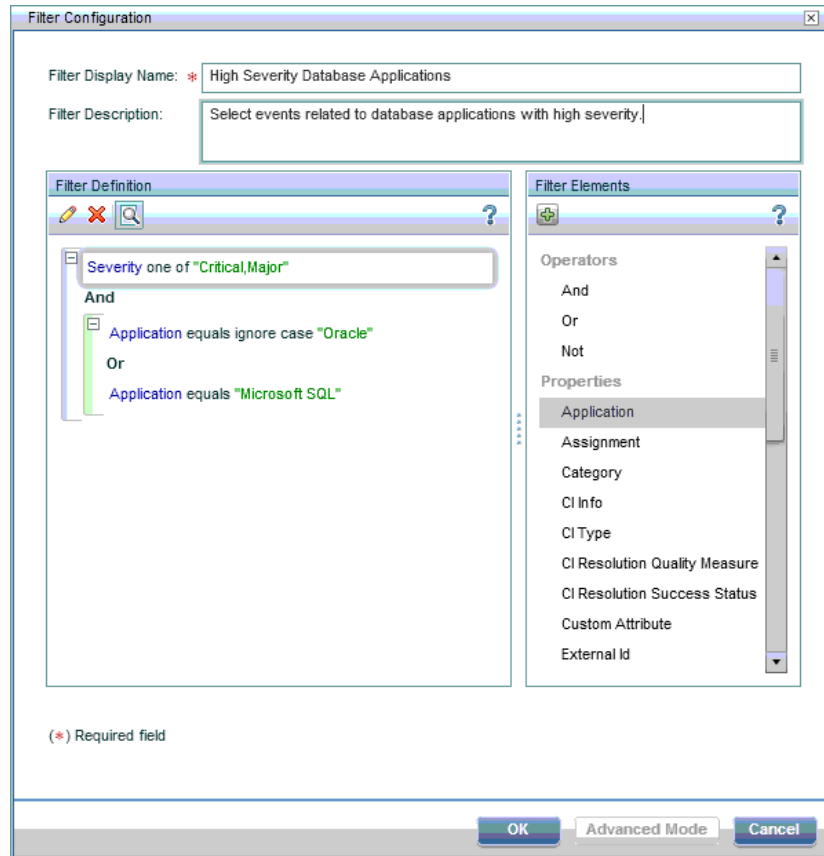 Filter Configuration
Filter Display Name: * High Severity Database Applications
Filter Description: Select events related to database applications with high severity.
Filter Definition
?
Severity one of "Critical,Major"
And
Application equals ignore case "Oracle"
Or
Application equals "Microsoft SQL"
Filter Elements
?
Operators
And
Or
Not
Properties
Application
Assignment
Category
CI Info
CI Type
CI Resolution Quality Measure
CI Resolution Success Status
Custom Attribute
External Id
(*) Required field
OK Advanced Mode Cancel